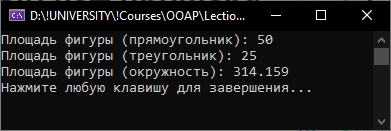 D:\!UNIVERSITY\!Courses\OOAP\Lectio...
Площадь фигуры (прямоугольник): 50
Площадь фигуры (треугольник): 25
Площадь фигуры (окружность): 314.159
Нажмите любую клавишу для завершения...